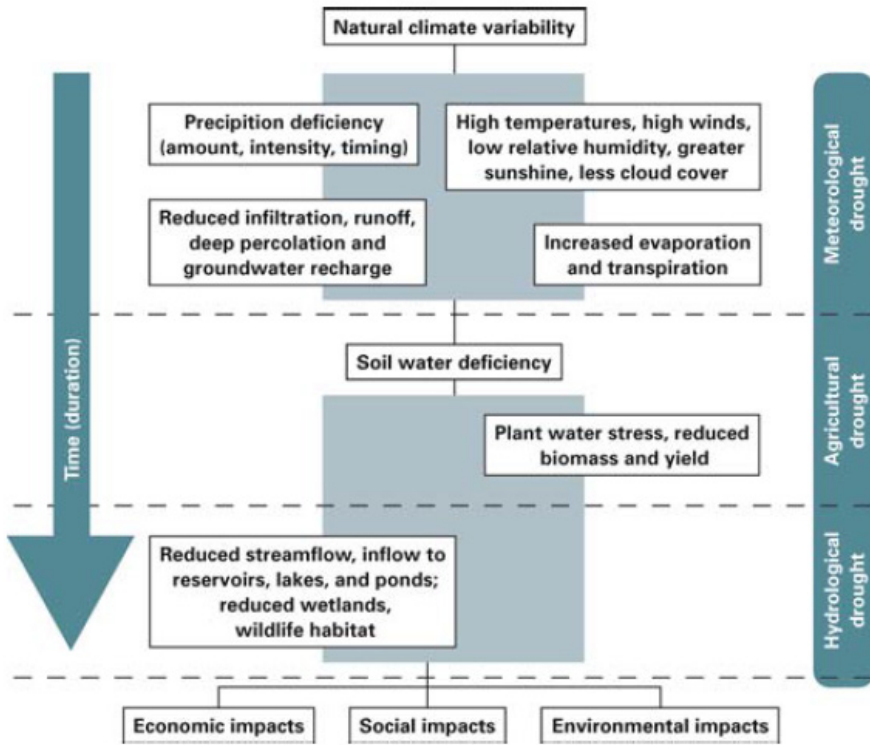 Natural climate variability
Precipition deficiency
(amount, intensity, timing)
High temperatures, high winds,
low relative humidity, greater
sunshine, less cloud cover
Reduced infiltration, runoff,
deep percolation and
groundwater recharge
Increased evaporation
and transpiration
Meteorological
drought
Time (duration)
Soil water deficiency
Plant water stress, reduced
biomass and yield
Agricultural
drought
Reduced streamflow, inflow to
reservoirs, lakes, and ponds;
reduced wetlands,
wildlife habitat
Hydrological
drought
Economic impacts
Social impacts
Environmental impacts